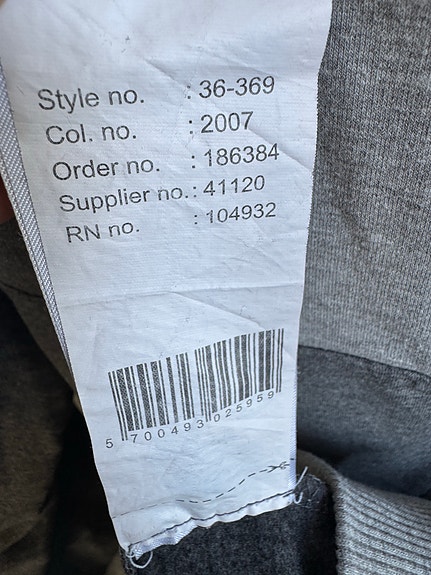 Style no. : 36-369
Col. no. : 2007
Order no. : 186384
Supplier no. : 41120
RN no. : 104932
5 700493 025959